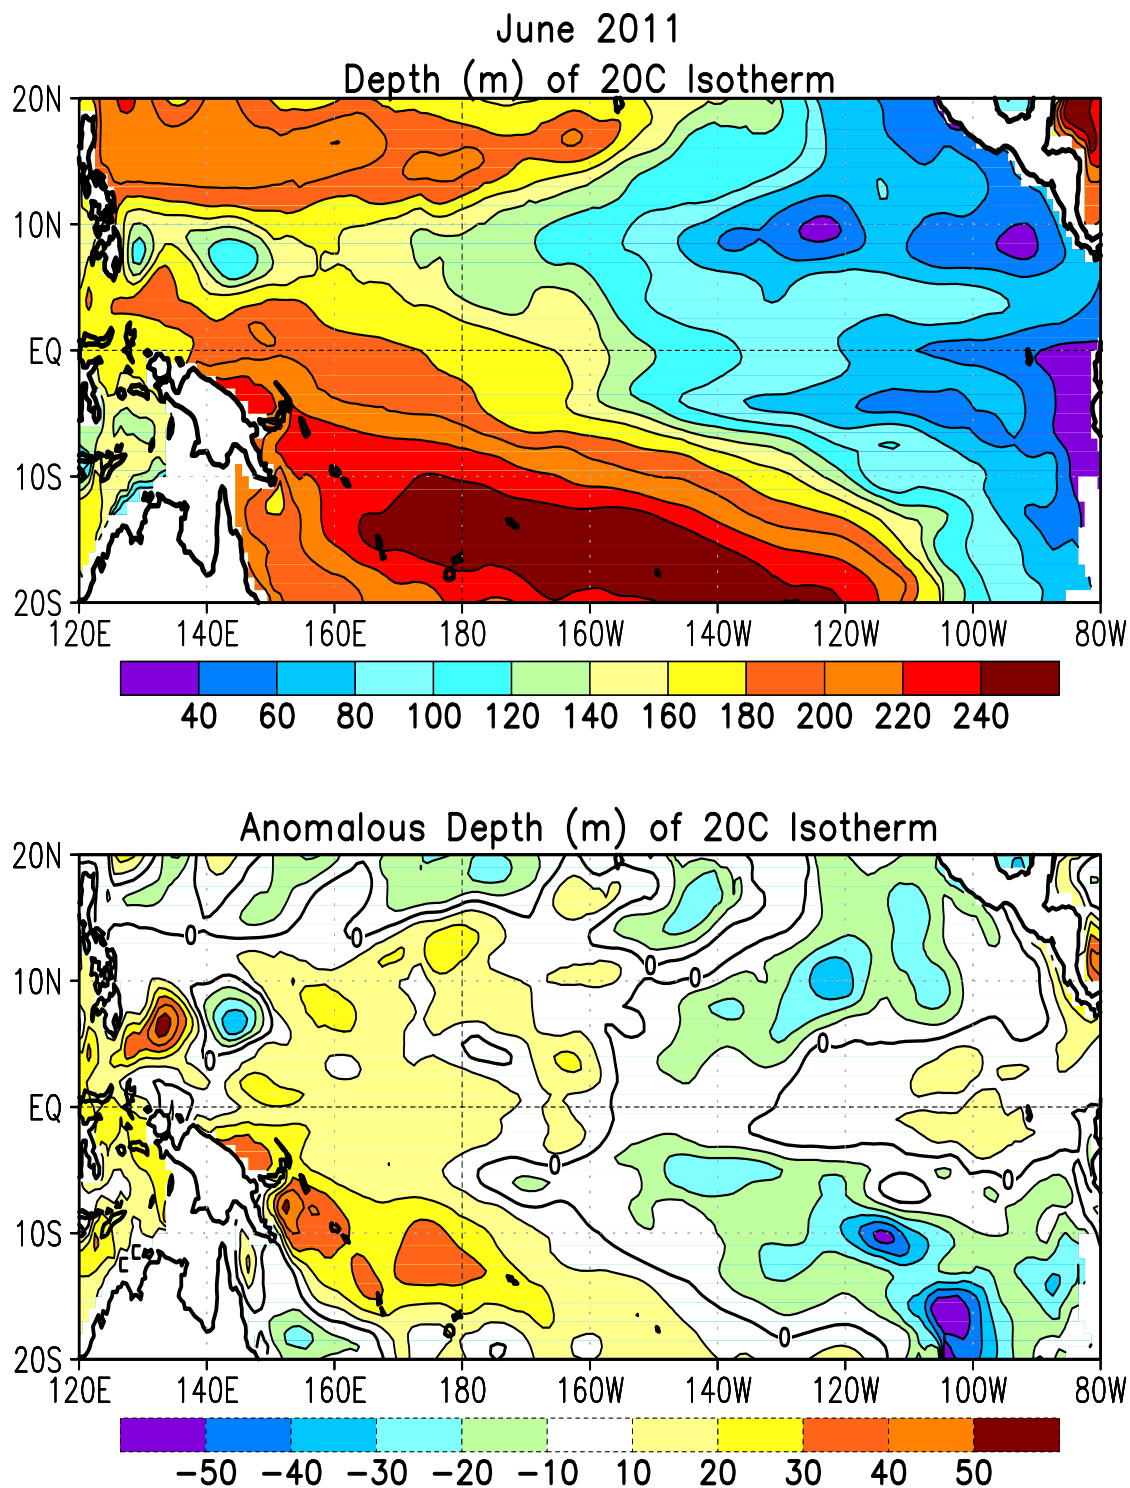 June 2011
Depth (m) of 20C Isotherm
20N
10N
EQ
10S
20S
120E 140E 160E 180 160W 140W 120W 100W 80W
40 60 80 100 120 140 160 180 200 220 240
Anomalous Depth (m) of 20C Isotherm
20N
0 0
0 0
10N
0 0
EQ
0 0
10S
0
20S
120E 140E 160E 180 160W 140W 120W 100W 80W
-50 -40 -30 -20 -10 10 20 30 40 50